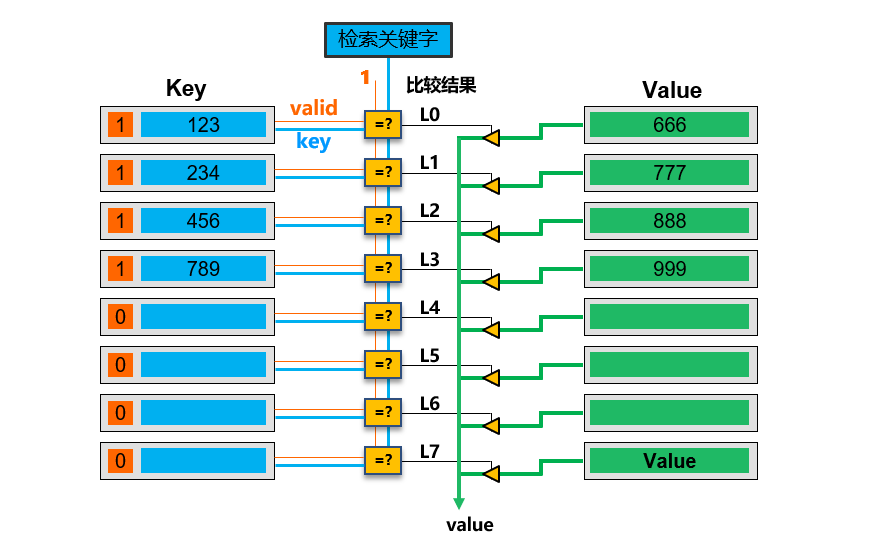 检索关键字
1
比较结果
Key
Value
valid
key
1 123 =? L0 666
1 234 =? L1 777
1 456 =? L2 888
1 789 =? L3 999
0 =? L4
0 =? L5
0 =? L6
0 =? L7 Value
value